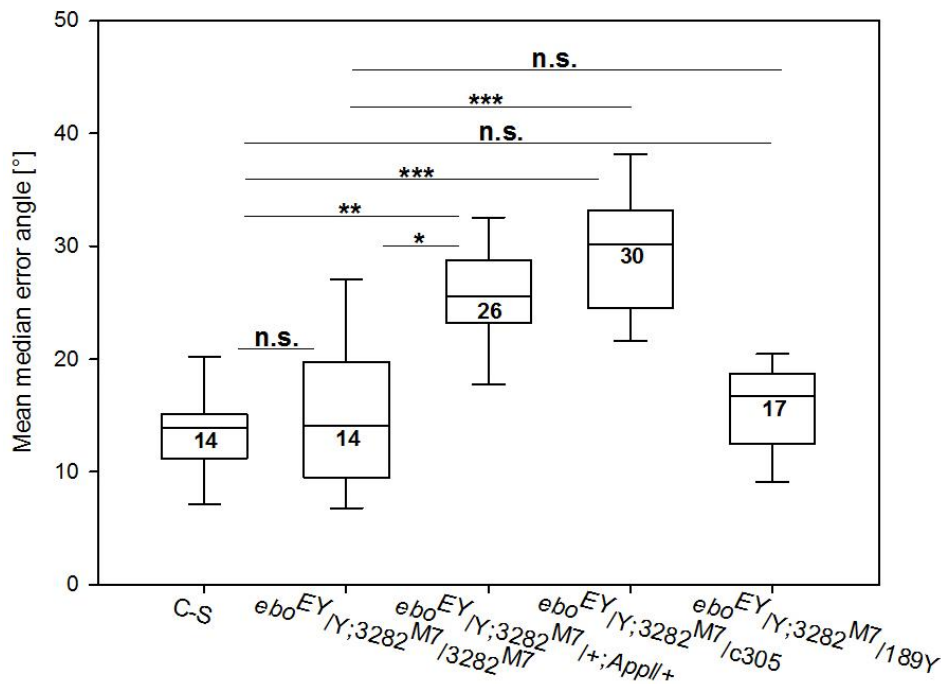 50
n.s.
***
40
n.s.
***
**
*
30
30
26
n.s.
20
17
14
14
10
0
Mean median error angle [°]
C-S
ebo^EY/Y;3282^M7/3282^M7
ebo^EY/Y;3282^M7/+;Appl/+
ebo^EY/Y;3282^M7/c305
ebo^EY/Y;3282^M7/189Y